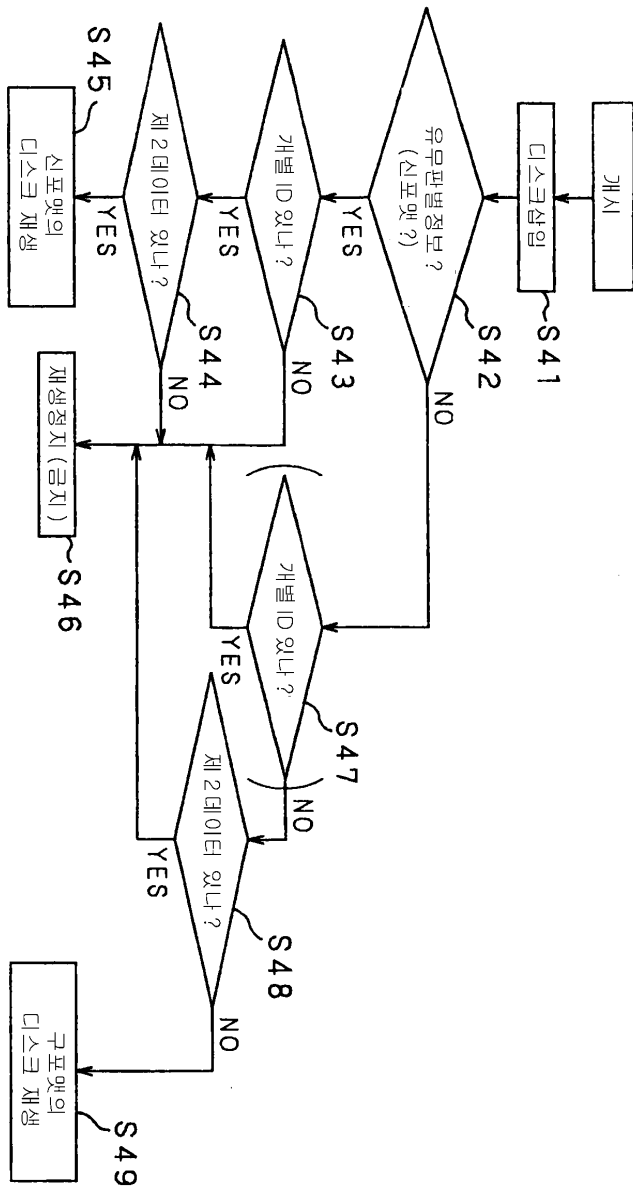 개시
디스크삽입
S41
유무판별정보?
(신포맷?)
S42
YES
NO
개별 ID 있나?
S43
YES
NO
제2데이터 있나?
S44
YES
NO
신포맷의
디스크 재생
S45
재생정지(금지)
S46
(개별 ID 있나?)
S47
YES
NO
제2데이터 있나?
S48
YES
NO
구포맷의
디스크 재생
S49